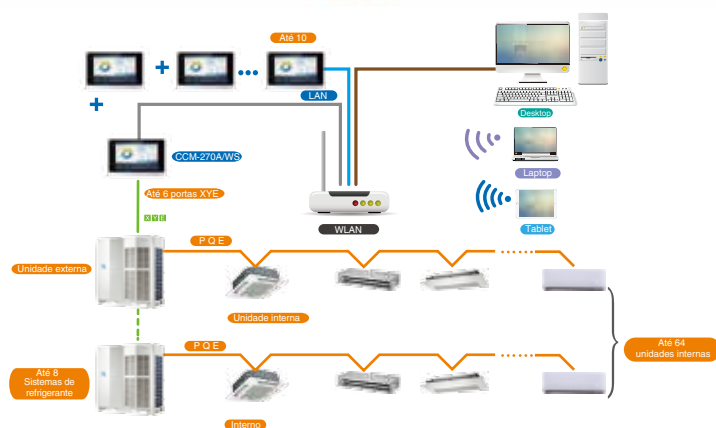 Até 10
LAN
Desktop
CCM-270A/WS
Laptop
Até 6 portas XYE
X Y E
WLAN
Tablet
P Q E
Unidade externa
Unidade interna
Até 64
unidades internas
P Q E
Até 8
Sistemas de
refrigerante
Interno